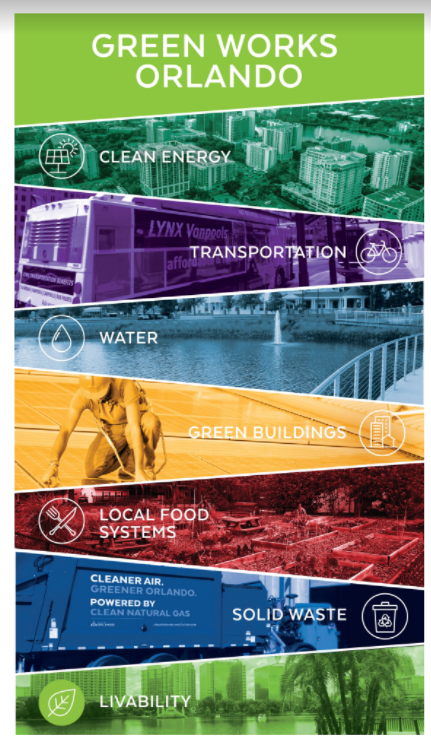 GREEN WORKS
ORLANDO
CLEAN ENERGY
LYNX Vanpools
afford
TRANSPORTATION
WATER
GREEN BUILDINGS
LOCAL FOOD
SYSTEMS
CLEANER AIR.
GREENER ORLANDO.
POWERED BY
CLEAN NATURAL GAS
SOLID WASTE
LIVABILITY